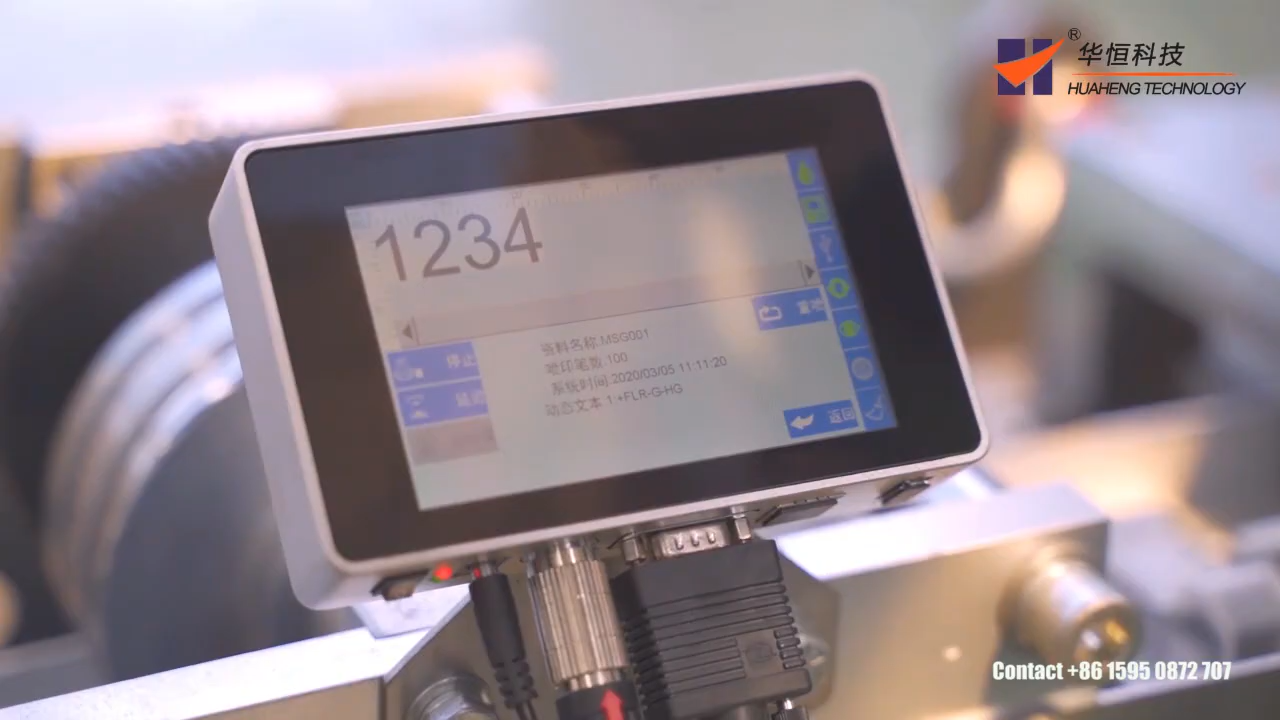 ®
华恒科技
HUAHENG TECHNOLOGY
1234
停止
资料名称:MSG001
喷印笔数:100
系统时间:2020/03/05 11:11:20
动态文本 1:+FLR-G-HG
返回
Contact +86 1595 0872 707